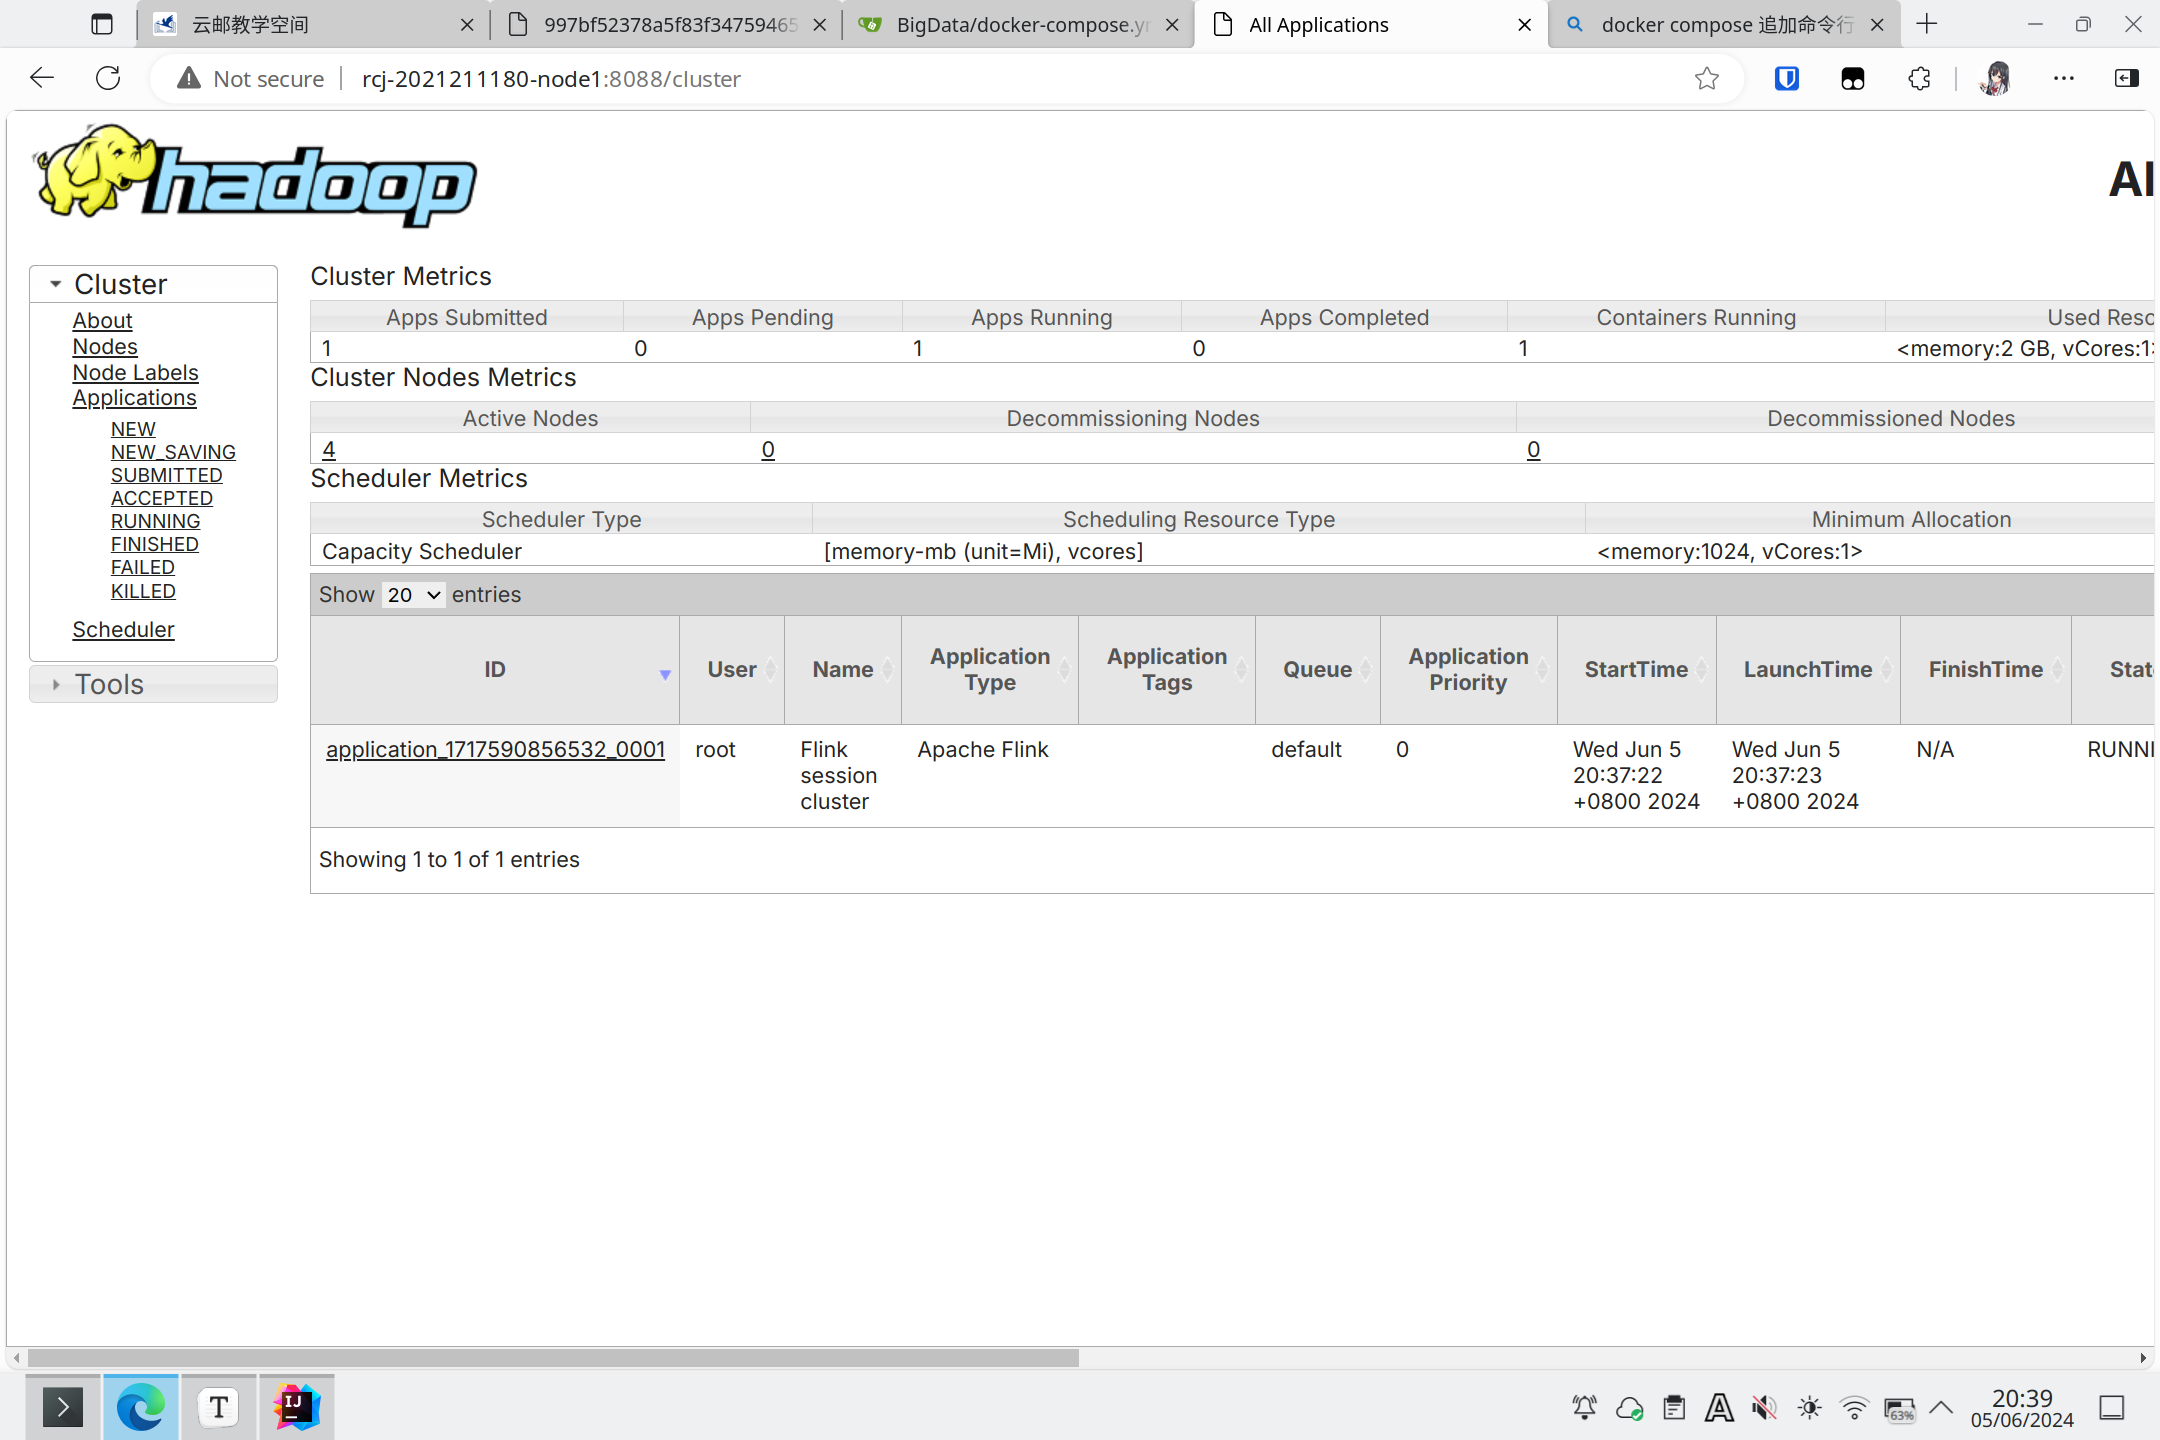 云邮教学空间
997bf52378a5f83f34759465
BigData/docker-compose.yr
All Applications
docker compose 追加命令行
Not secure
rcj-2021211180-node1:8088/cluster
hadoop
Al
Cluster
About
Nodes
Node Labels
Applications
NEW
NEW_SAVING
SUBMITTED
ACCEPTED
RUNNING
FINISHED
FAILED
KILLED
Scheduler
Tools
Cluster Metrics
Apps Submitted Apps Pending Apps Running Apps Completed Containers Running Used Reso
1 0 1 0 1 <memory:2 GB, vCores:1>
Cluster Nodes Metrics
Active Nodes Decommissioning Nodes Decommissioned Nodes
4 0 0
Scheduler Metrics
Scheduler Type Scheduling Resource Type Minimum Allocation
Capacity Scheduler [memory-mb (unit=Mi), vcores] <memory:1024, vCores:1>
Show 20 entries
ID User Name Application Type Application Tags Queue Application Priority StartTime LaunchTime FinishTime Stat
application_1717590856532_0001 root Flink session cluster Apache Flink default 0 Wed Jun 5 20:37:22 +0800 2024 Wed Jun 5 20:37:23 +0800 2024 N/A RUNNI
Showing 1 to 1 of 1 entries
T
IJ
A
63%
20:39
05/06/2024